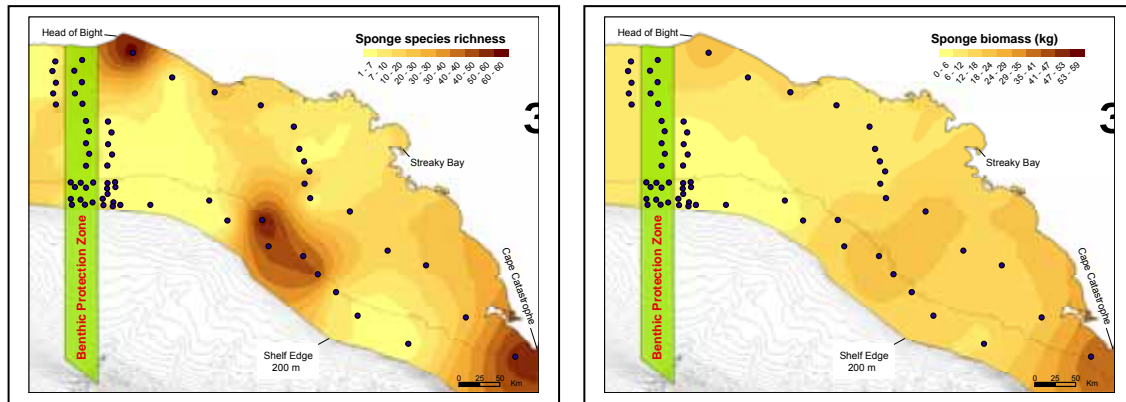 Head of Bight
Sponge species richness
1 - 7
7 - 10
10 - 20
20 - 30
30 - 40
40 - 40
40 - 50
50 - 60
60 - 60
3
Streaky Bay
Benthic Protection Zone
Cape Catastrophe
Shelf Edge
200 m
0 25 50
Km
Head of Bight
Sponge biomass (kg)
0 - 6
6 - 12
12 - 18
18 - 24
24 - 29
29 - 35
35 - 41
41 - 47
47 - 53
53 - 59
3
Streaky Bay
Benthic Protection Zone
Cape Catastrophe
Shelf Edge
200 m
0 25 50
Km